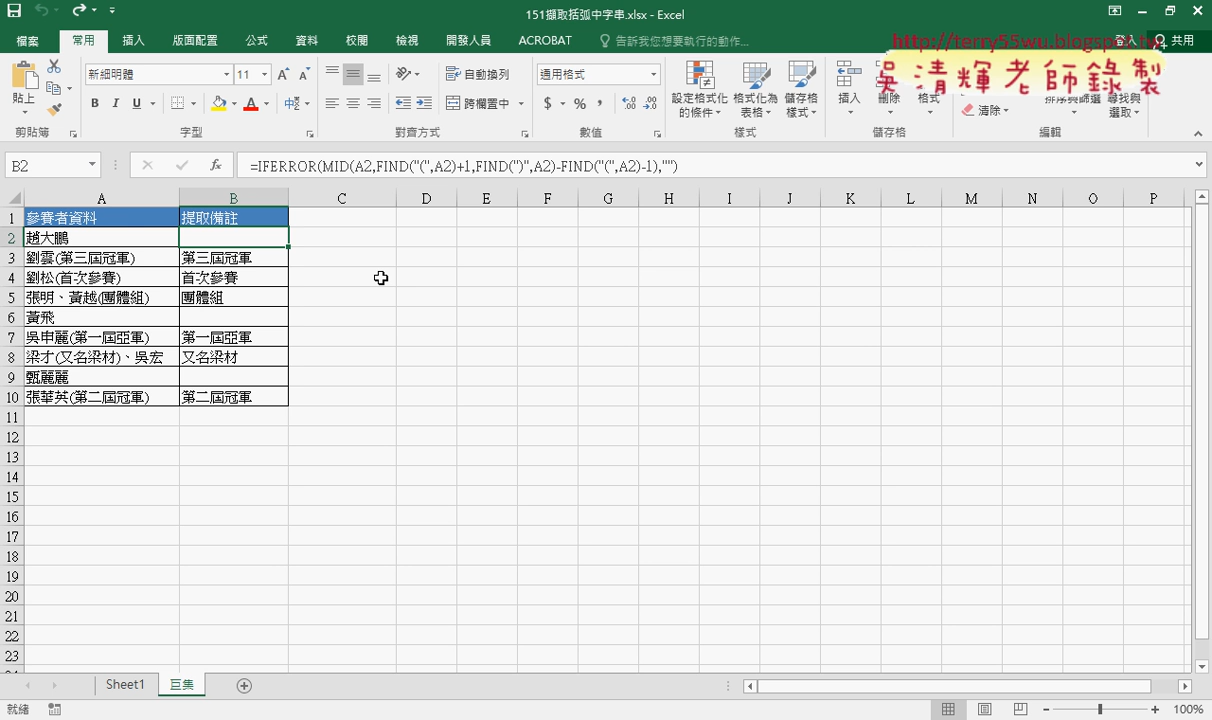 151擷取括弧中字串.xlsx - Excel
檔案 常用 插入 版面配置 公式 資料 校閱 檢視 開發人員 ACROBAT 告訴我您想要執行的動作... 共用
http://terry55wu.blogspot.tw
吳清輝老師錄製
貼上 新細明體 11 自動換列 通用格式 設定格式化的條件 格式化為表格 儲存格樣式 插入 刪除 格式 清除 排序與篩選 尋找與選取
B I U 跨欄置中 $ %
剪貼簿 字型 對齊方式 數值 樣式 儲存格 編輯
B2 fx =IFERROR(MID(A2,FIND("(",A2)+1,FIND(")",A2)-FIND("(",A2)-1),"")
A B C D E F G H I J K L M N O P
1 參賽者資料 提取備註
2 趙大鵬
3 劉雲(第三屆冠軍) 第三屆冠軍
4 劉松(首次參賽) 首次參賽
5 張明、黃越(團體組) 團體組
6 黃飛
7 吳申麗(第一屆亞軍) 第一屆亞軍
8 梁才(又名梁材)、吳宏 又名梁材
9 甄麗麗
10 張華英(第二屆冠軍) 第二屆冠軍
11
12
13
14
15
16
17
18
19
20
21
22
23
Sheet1 巨集
就緒 100%